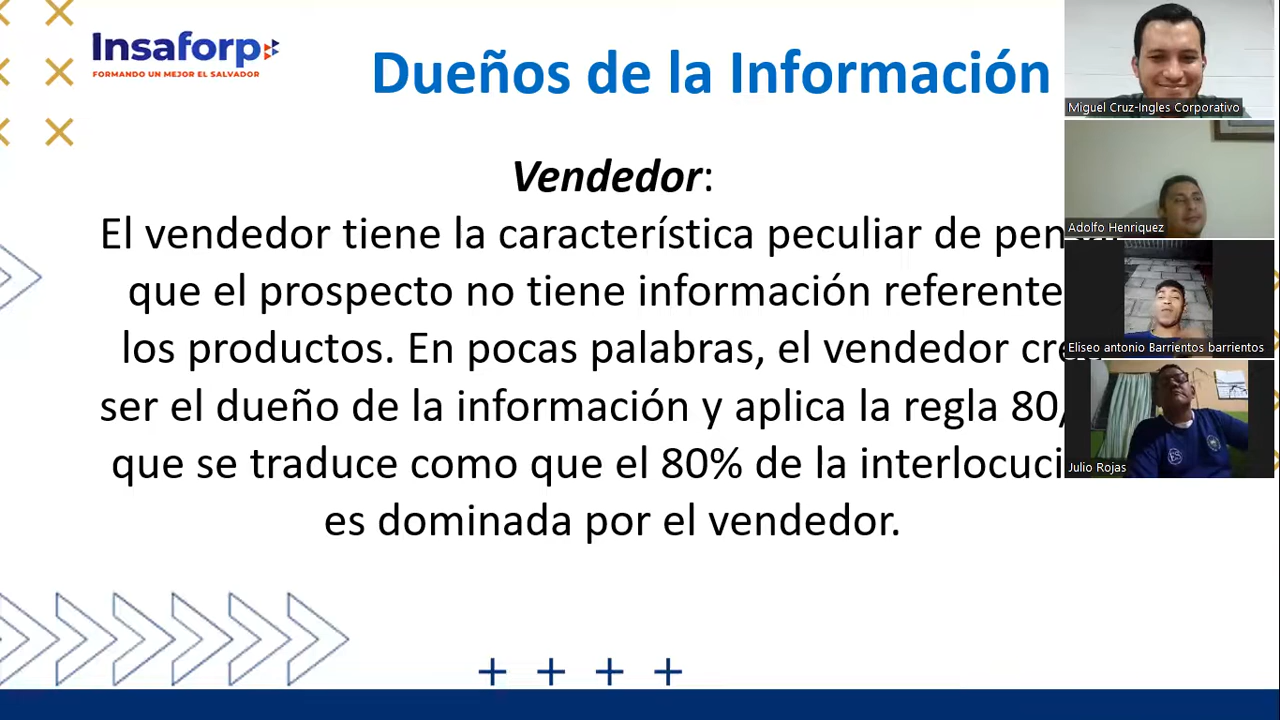 Insaforp
FORMANDO UN MEJOR EL SALVADOR
Dueños de la Información
Vendedor:
El vendedor tiene la característica peculiar de
que el prospecto no tiene información referente
los productos. En pocas palabras, el vendedor
ser el dueño de la información y aplica la regla 80/
que se traduce como que el 80% de la
es dominada por el vendedor.
Miguel Cruz-Ingles Corporativo
Adolfo Henriquez
Eliseo antonio Barrientos barrientos
Julio Rojas